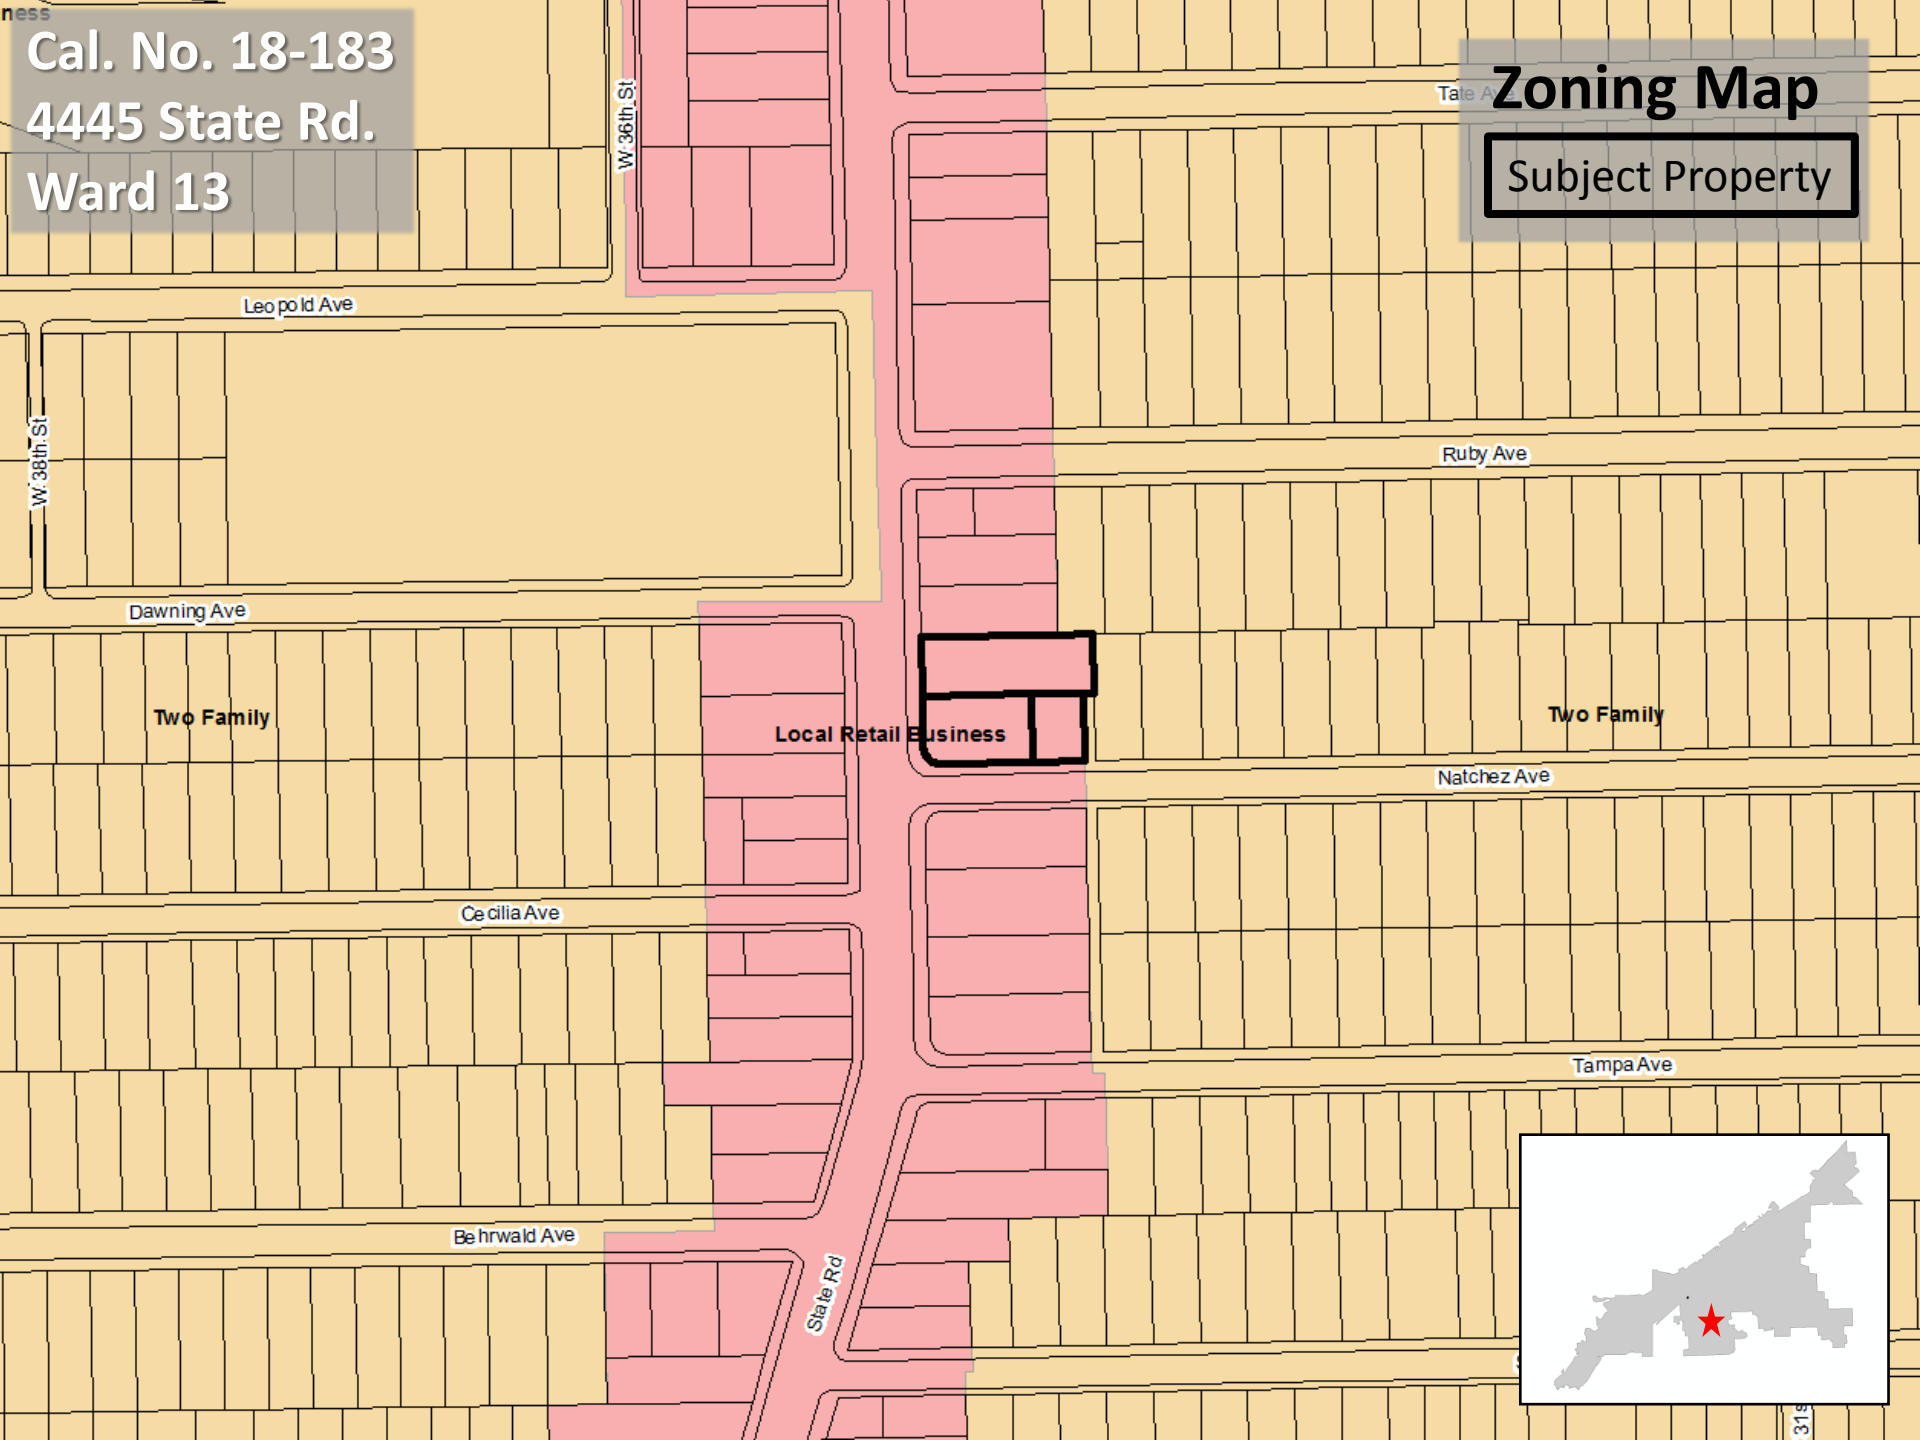 ness
Cal. No. 18-183
4445 State Rd.
Ward 13
Zoning Map
Subject Property
W 36th St
Tate Ave
Leopold Ave
W 38th St
Ruby Ave
Dawning Ave
Two Family
Local Retail Business
Two Family
Natchez Ave
Cecilia Ave
Tampa Ave
Behrwald Ave
State Rd
31s